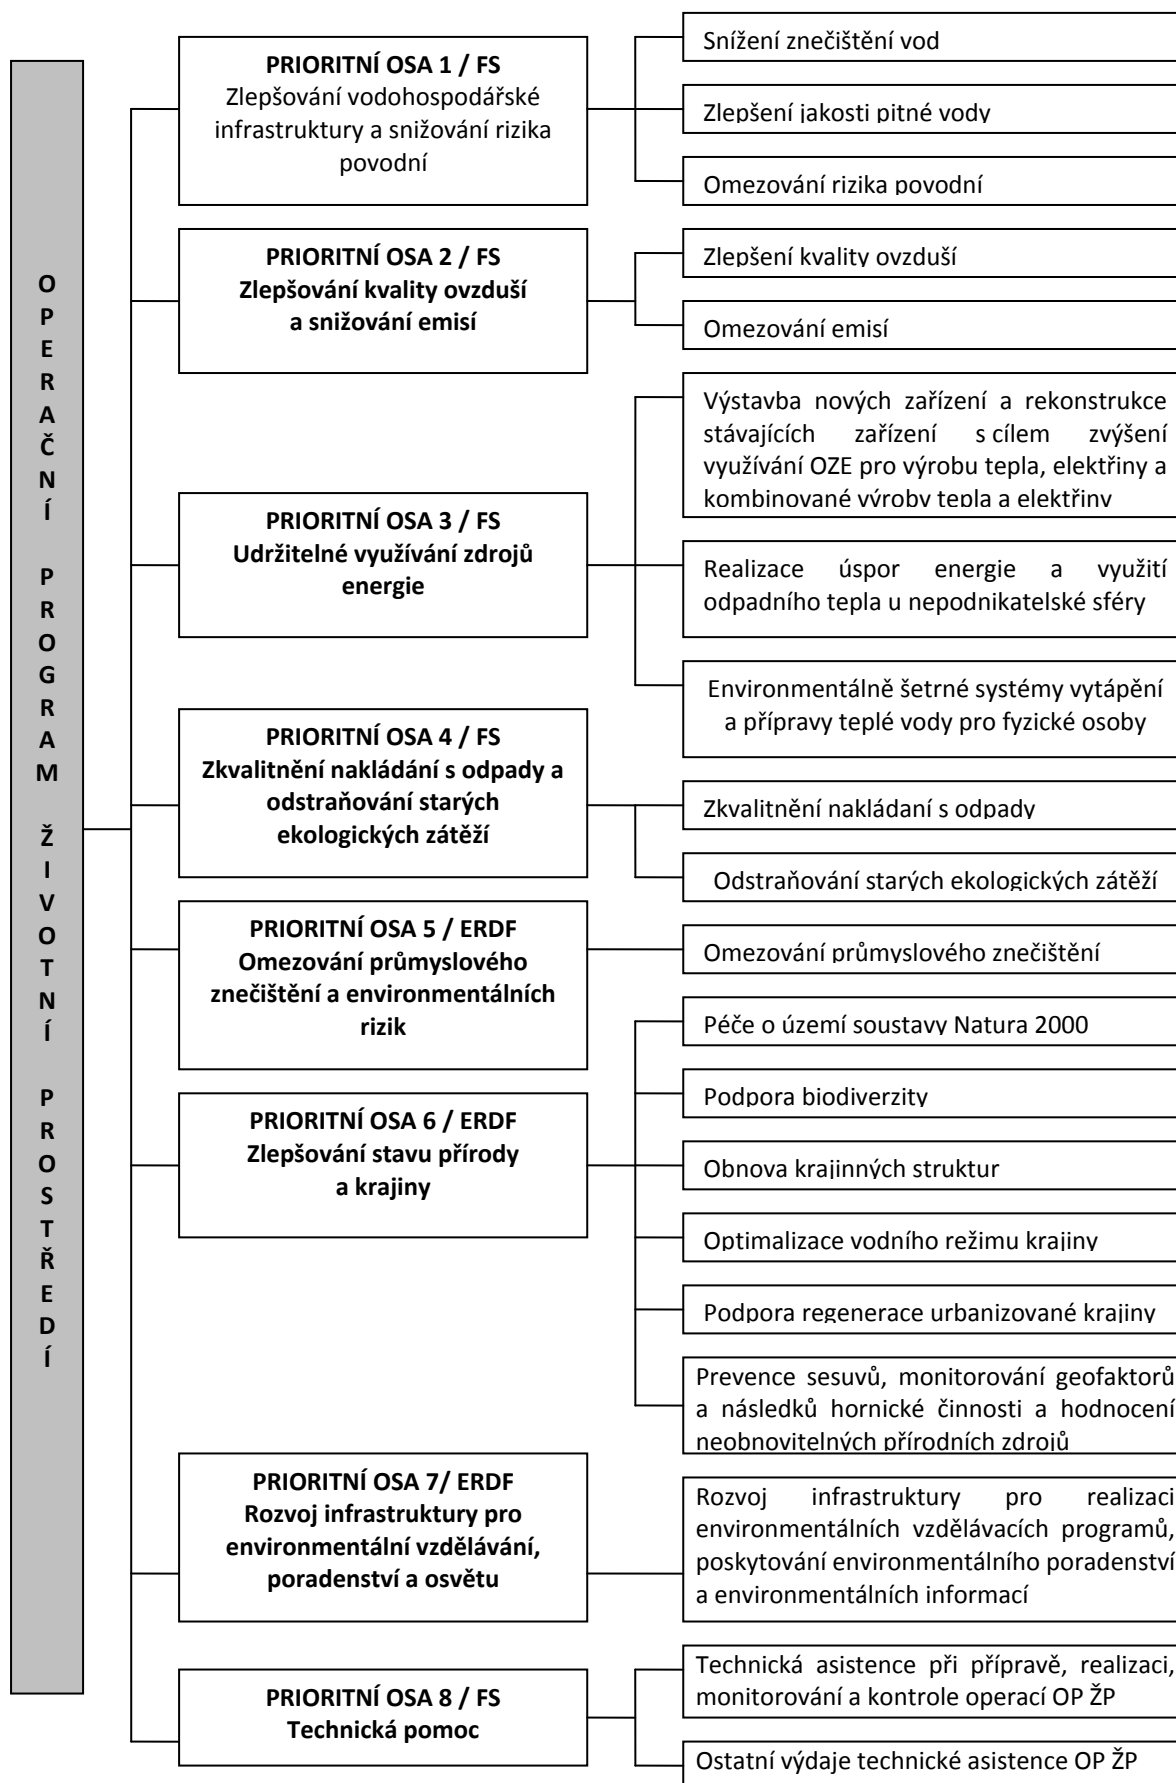 OPERAČNÍ PROGRAM ŽIVOTNÍ PROSTŘEDÍ
PRIORITNÍ OSA 1 / FS
Zlepšování vodohospodářské
infrastruktury a snižování rizika
povodní
Snížení znečištění vod
Zlepšení jakosti pitné vody
Omezování rizika povodní
PRIORITNÍ OSA 2 / FS
Zlepšování kvality ovzduší
a snižování emisí
Zlepšení kvality ovzduší
Omezování emisí
PRIORITNÍ OSA 3 / FS
Udržitelné využívání zdrojů
energie
Výstavba nových zařízení a rekonstrukce
stávajících zařízení s cílem zvýšení
využívání OZE pro výrobu tepla, elektřiny a
kombinované výroby tepla a elektřiny
Realizace úspor energie a využití
odpadního tepla u nepodnikatelské sféry
Environmentálně šetrné systémy vytápění
a přípravy teplé vody pro fyzické osoby
PRIORITNÍ OSA 4 / FS
Zkvalitnění nakládání s odpady a
odstraňování starých
ekologických zátěží
Zkvalitnění nakládaní s odpady
Odstraňování starých ekologických zátěží
PRIORITNÍ OSA 5 / ERDF
Omezování průmyslového
znečištění a environmentálních
rizik
Omezování průmyslového znečištění
PRIORITNÍ OSA 6 / ERDF
Zlepšování stavu přírody
a krajiny
Péče o území soustavy Natura 2000
Podpora biodiverzity
Obnova krajinných struktur
Optimalizace vodního režimu krajiny
Podpora regenerace urbanizované krajiny
Prevence sesuvů, monitorování geofaktorů
a následků hornické činnosti a hodnocení
neobnovitelných přírodních zdrojů
PRIORITNÍ OSA 7/ ERDF
Rozvoj infrastruktury pro
environmentální vzdělávání,
poradenství a osvětu
Rozvoj infrastruktury pro realizaci
environmentálních vzdělávacích programů,
poskytování environmentálního poradenství
a environmentálních informací
PRIORITNÍ OSA 8 / FS
Technická pomoc
Technická asistence při přípravě, realizaci,
monitorování a kontrole operací OP ŽP
Ostatní výdaje technické asistence OP ŽP